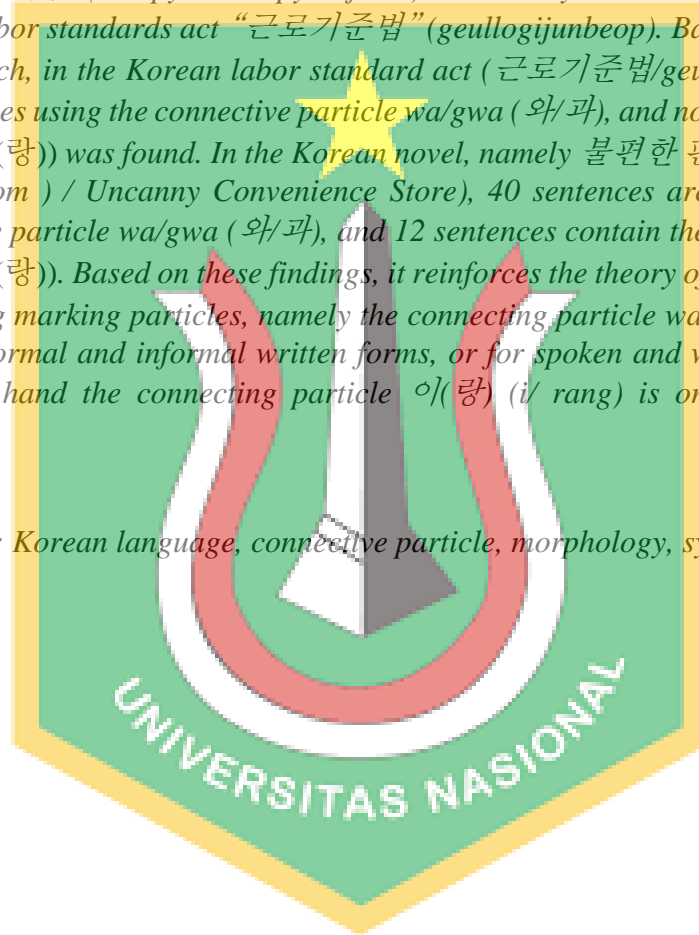 labor standards act “근로기준법” (geullogijunbeop). Ba
ch, in the Korean labor standard act (근로기준법/geu
es using the connective particle wa/gwa (와/과), and no
(랑)) was found. In the Korean novel, namely 불편한 편
om ) / Uncanny Convenience Store), 40 sentences are
particle wa/gwa (와/과), and 12 sentences contain the
(랑)). Based on these findings, it reinforces the theory of
g marking particles, namely the connecting particle wa
ormal and informal written forms, or for spoken and w
hand the connecting particle 이(랑) (i/ rang) is on
: Korean language, connective particle, morphology, sy
UNIVERSITAS NASIONAL